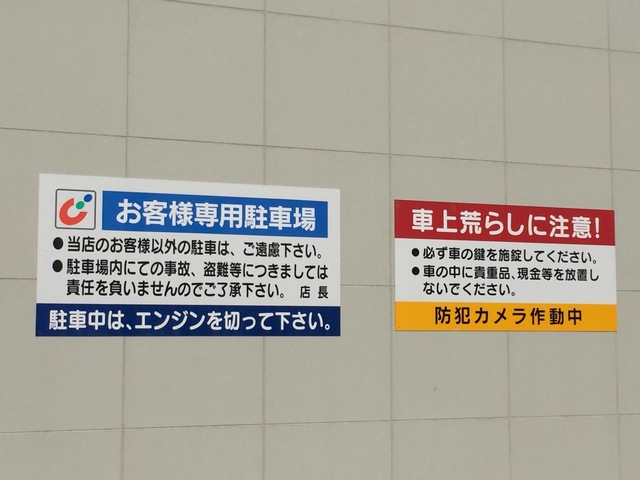 お客様専用駐車場
●当店のお客様以外の駐車は、ご遠慮下さい。
●駐車場内にての事故、盗難等につきましては
責任を負いませんのでご了承下さい。 店長
駐車中は、エンジンを切って下さい。
車上荒らしに注意!
●必ず車の鍵を施錠してください。
●車の中に貴重品、現金等を放置し
ないでください。
防犯カメラ作動中